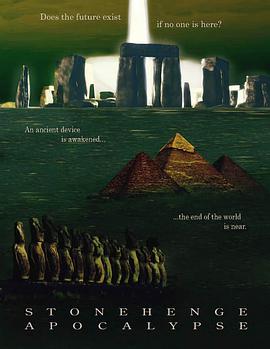 Does the future exist
if no one is here?
An ancient device
is awakened...
...the end of the world
is near.
STONEHENGE
APOCALYPSE